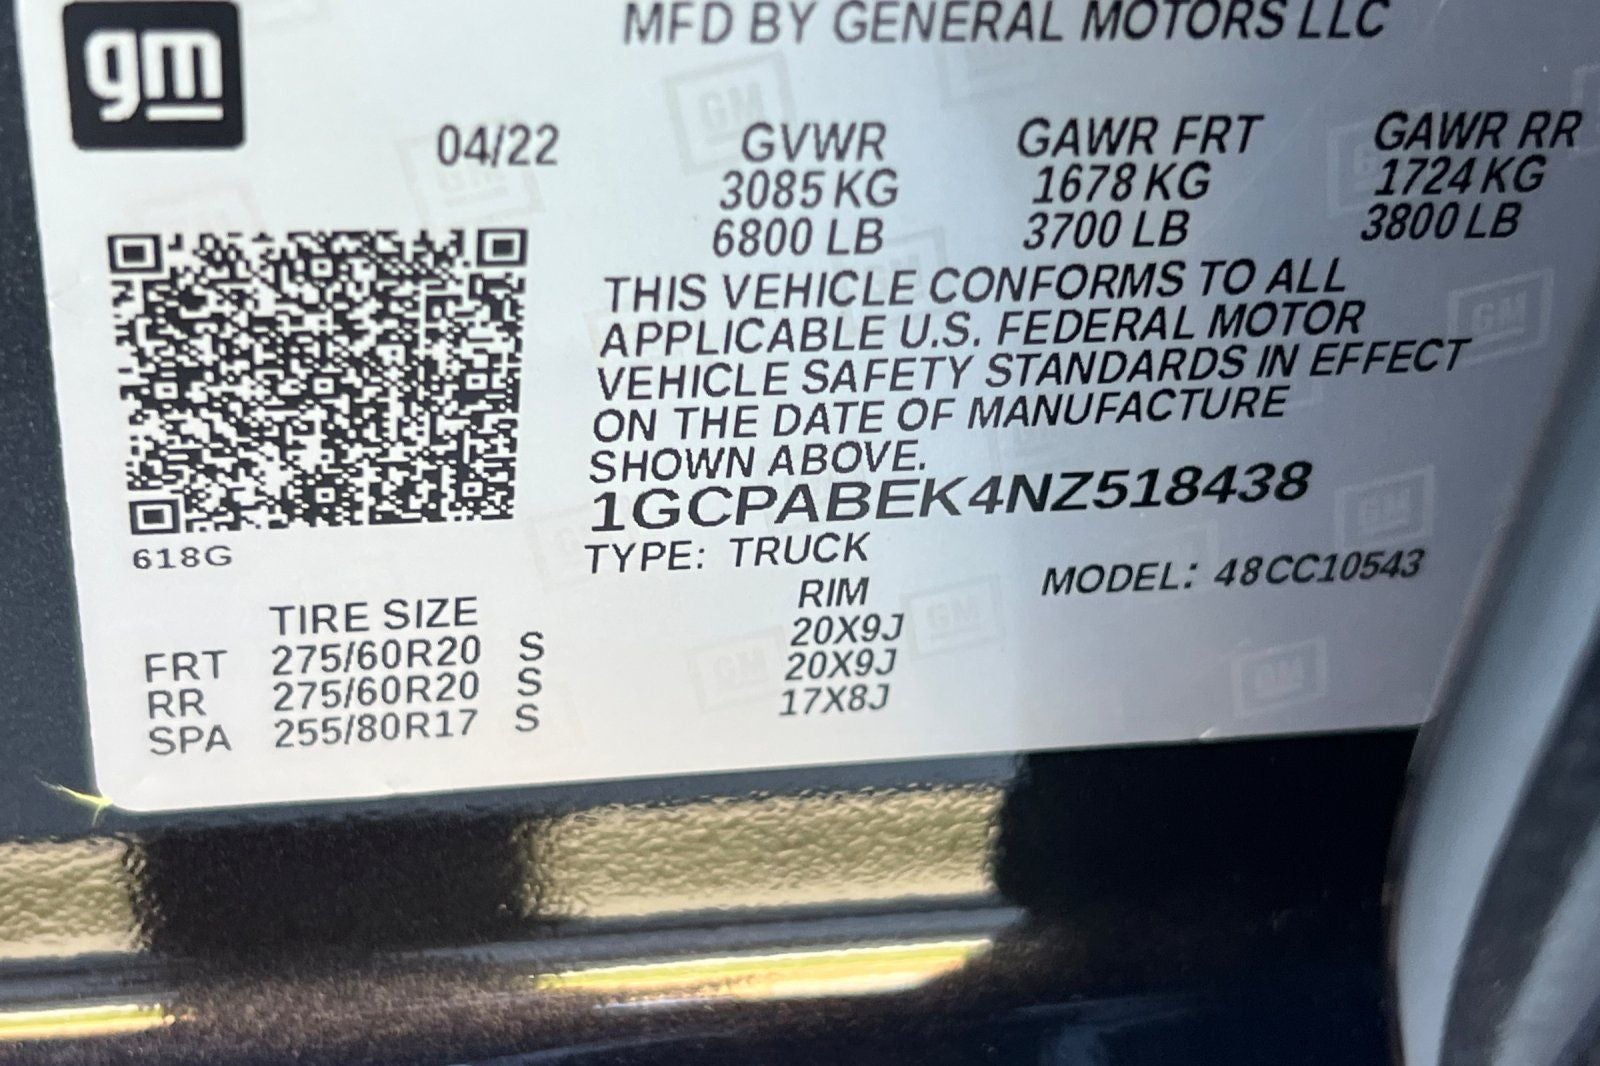 gm
MFD BY GENERAL MOTORS LLC
04/22
GVWR GAWR FRT GAWR RR
3085 KG 1678 KG 1724 KG
6800 LB 3700 LB 3800 LB
THIS VEHICLE CONFORMS TO ALL
APPLICABLE U.S. FEDERAL MOTOR
VEHICLE SAFETY STANDARDS IN EFFECT
ON THE DATE OF MANUFACTURE
SHOWN ABOVE.
1GCPABEK4NZ518438
618G
TYPE: TRUCK
MODEL: 48CC10543
TIRE SIZE RIM
FRT 275/60R20 S 20X9J
RR 275/60R20 S 20X9J
SPA 255/80R17 S 17X8J